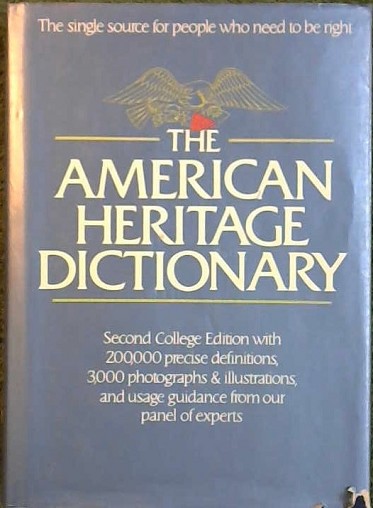 The single source for people who need to be right
THE
AMERICAN
HERITAGE
DICTIONARY
Second College Edition with
200,000 precise definitions,
3,000 photographs & illustrations,
and usage guidance from our
panel of experts